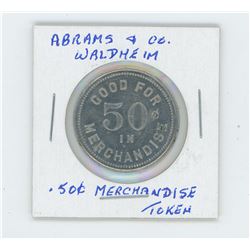 ABRAMS & CO.
WALDHEIM
GOOD FOR
50¢
IN
MERCHANDISE
.50¢ MERCHANDISE
TOKEN